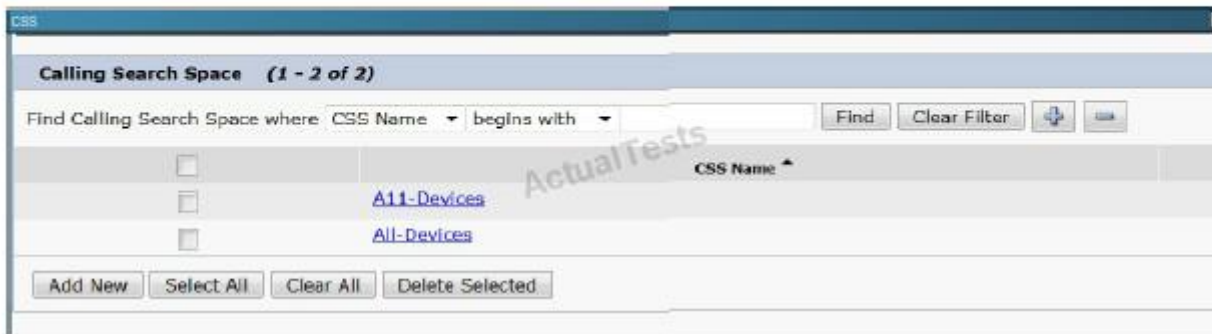 CSS
Calling Search Space (1 - 2 of 2)
Find Calling Search Space where CSS Name begins with Find Clear Filter
ActualTests
CSS Name
A11-Devices
All-Devices
Add New Select All Clear All Delete Selected